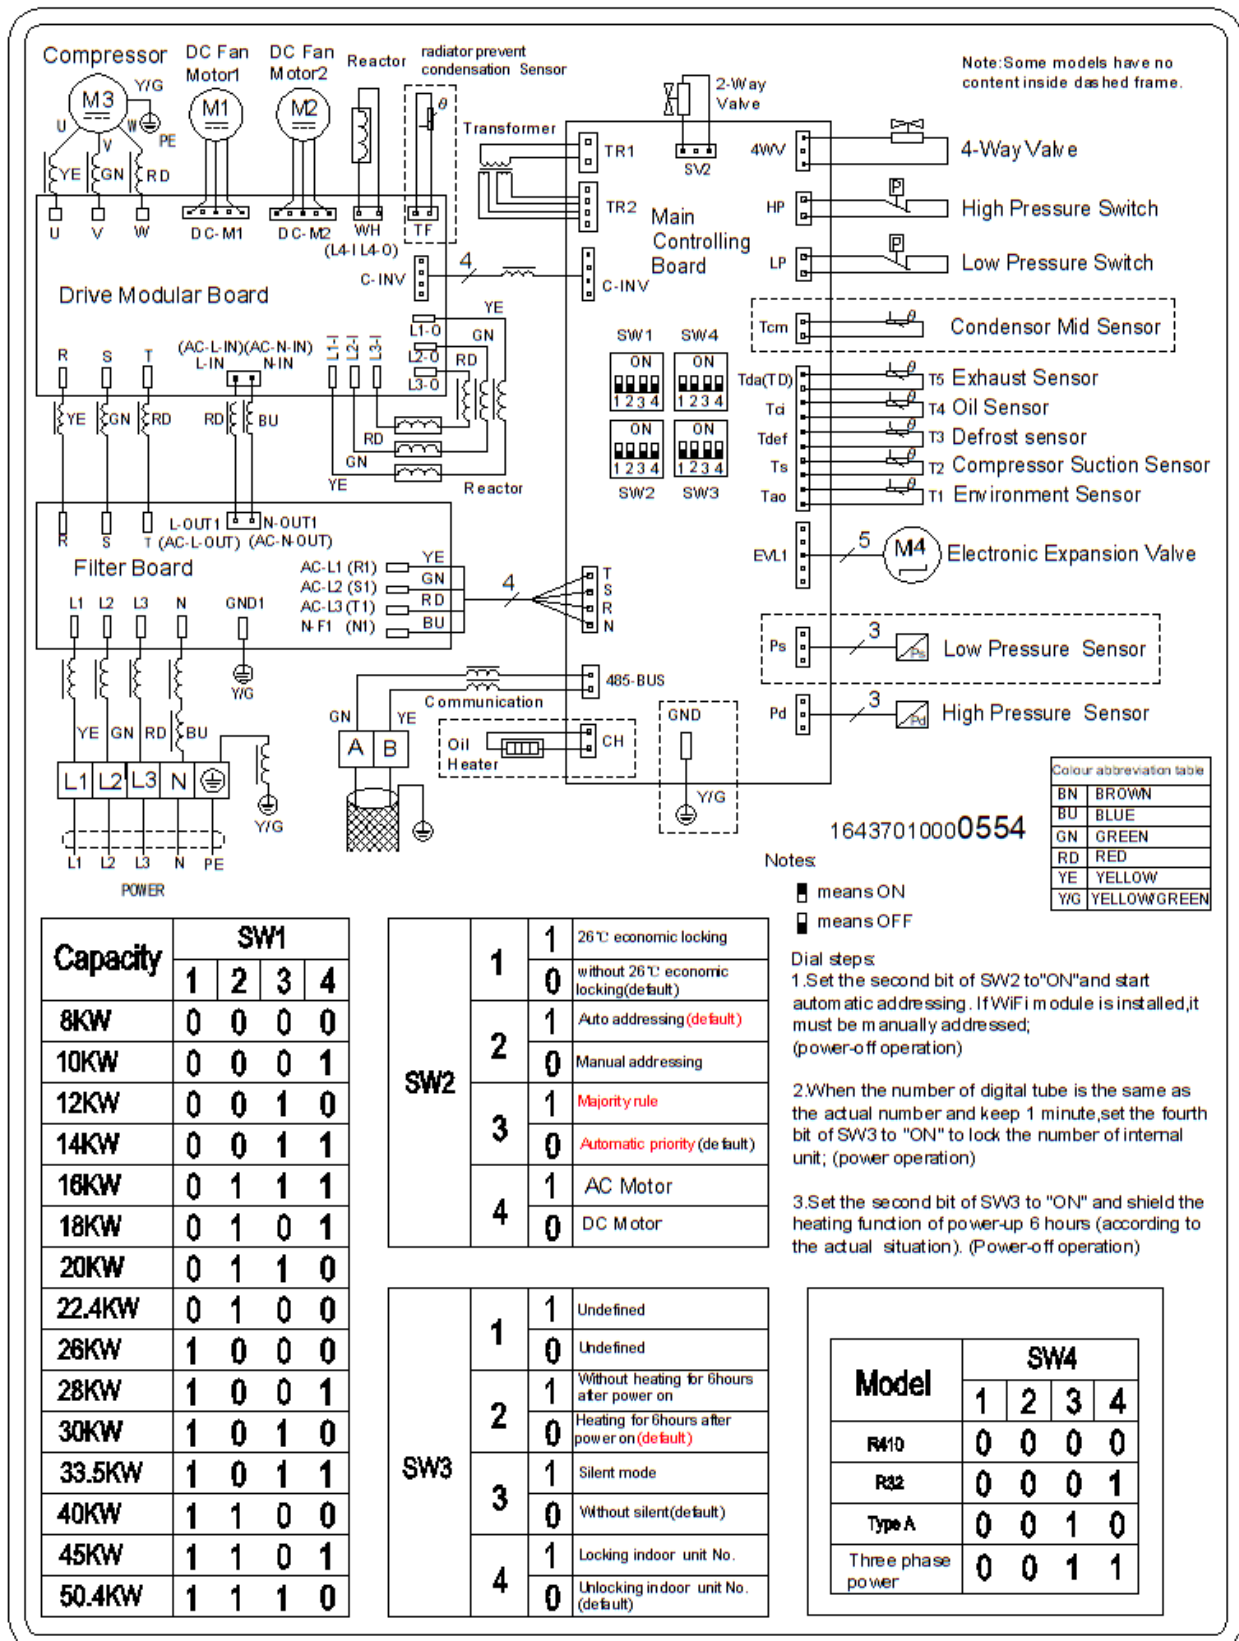 Compressor
DC Fan
Motor1
DC Fan
Motor2
Reactor
radiator prevent
condensation Sensor
Note:Some models have no
content inside dashed frame.
M3
Y/G
M1
M2
θ
2-Way
Valve
U
V
W
PE
Transformer
TR1
SV2
4WV
4-Way Valve
YE
GN
RD
TR2
Main
Controlling
Board
HP
P
High Pressure Switch
U
V
W
DC-M1
DC-M2
WH
(L4-I L4-O)
TF
LP
P
Low Pressure Switch
C-INV
4
C-INV
Drive Modular Board
YE
L1-O
GN
L2-O
RD
L3-O
L1-I
L2-I
L3-I
Tcm
θ
Condensor Mid Sensor
R
S
T
(AC-L-IN)(AC-N-IN)
L-IN
N-IN
SW1
SW4
ON
ON
1 2 3 4
1 2 3 4
ON
ON
1 2 3 4
1 2 3 4
SW2
SW3
Tda(TD)
θ
T5 Exhaust Sensor
Tci
T4 Oil Sensor
Tdef
θ
T3 Defrost sensor
Ts
θ
T2 Compressor Suction Sensor
Tao
θ
T1 Environment Sensor
YE
GN
RD
RD
BU
RD
GN
YE
Reactor
R
S
T
L-OUT1
N-OUT1
(AC-L-OUT) (AC-N-OUT)
EVL1
5
M4
Electronic Expansion Valve
Filter Board
AC-L1 (R1)
YE
AC-L2 (S1)
GN
AC-L3 (T1)
RD
N-F1 (N1)
BU
4
T
S
R
N
L1
L2
L3
N
GND1
Y/G
Ps
3
Ps
Low Pressure Sensor
485-BUS
Communication
GN
YE
A
B
Pd
3
Pd
High Pressure Sensor
YE
GN
RD
BU
Oil
Heater
CH
GND
Y/G
L1
L2
L3
N
Y/G
L1
L2
L3
N
PE
POWER
16437010000554
Colour abbreviation table
BN BROWN
BU BLUE
GN GREEN
RD RED
YE YELLOW
Y/G YELLOW/GREEN
Notes:
means ON
means OFF
Dial steps:
1.Set the second bit of SW2 to"ON"and start
automatic addressing. If WiFi module is installed,it
must be manually addressed;
(power-off operation)
2.When the number of digital tube is the same as
the actual number and keep 1 minute,set the fourth
bit of SW3 to "ON" to lock the number of internal
unit; (power operation)
3.Set the second bit of SW3 to "ON" and shield the
heating function of power-up 6 hours (according to
the actual situation). (Power-off operation)
Capacity SW1
1 2 3 4
8KW 0 0 0 0
10KW 0 0 0 1
12KW 0 0 1 0
14KW 0 0 1 1
16KW 0 1 1 1
18KW 0 1 0 1
20KW 0 1 1 0
22.4KW 0 1 0 0
26KW 1 0 0 0
28KW 1 0 0 1
30KW 1 0 1 0
33.5KW 1 0 1 1
40KW 1 1 0 0
45KW 1 1 0 1
50.4KW 1 1 1 0
SW2
1
1 26℃ economic locking
0 without 26℃ economic
locking(default)
2
1 Auto addressing(default)
0 Manual addressing
3
1 Majority rule
0 Automatic priority(default)
4
1 AC Motor
0 DC Motor
SW3
1
1 Undefined
0 Undefined
2
1 Without heating for 6hours
after power on
0 Heating for 6hours after
power on(default)
3
1 Silent mode
0 Without silent(default)
4
1 Locking indoor unit No.
0 Unlocking indoor unit No.
(default)
Model SW4
1 2 3 4
R410 0 0 0 0
R32 0 0 0 1
Type A 0 0 1 0
Three phase
power 0 0 1 1